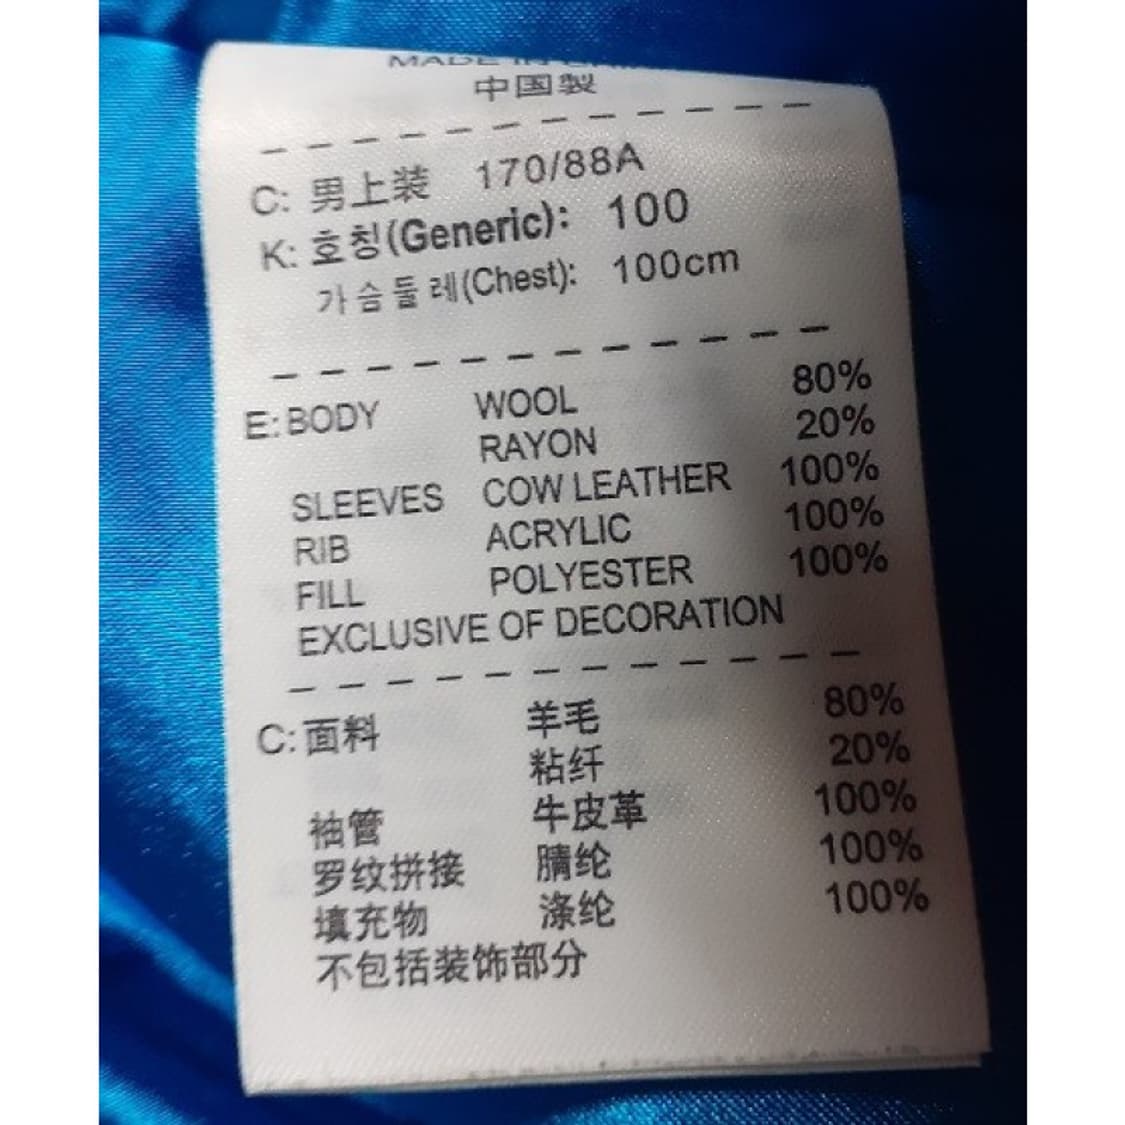 MADE IN CHINA
中国製
C: 男上装 170/88A
K: 호칭(Generic): 100
가슴둘레(Chest): 100cm
E: BODY WOOL 80%
RAYON 20%
SLEEVES COW LEATHER 100%
RIB ACRYLIC 100%
FILL POLYESTER 100%
EXCLUSIVE OF DECORATION
C: 面料 羊毛 80%
粘纤 20%
袖管 牛皮革 100%
罗纹拼接 腈纶 100%
填充物 涤纶 100%
不包括装饰部分